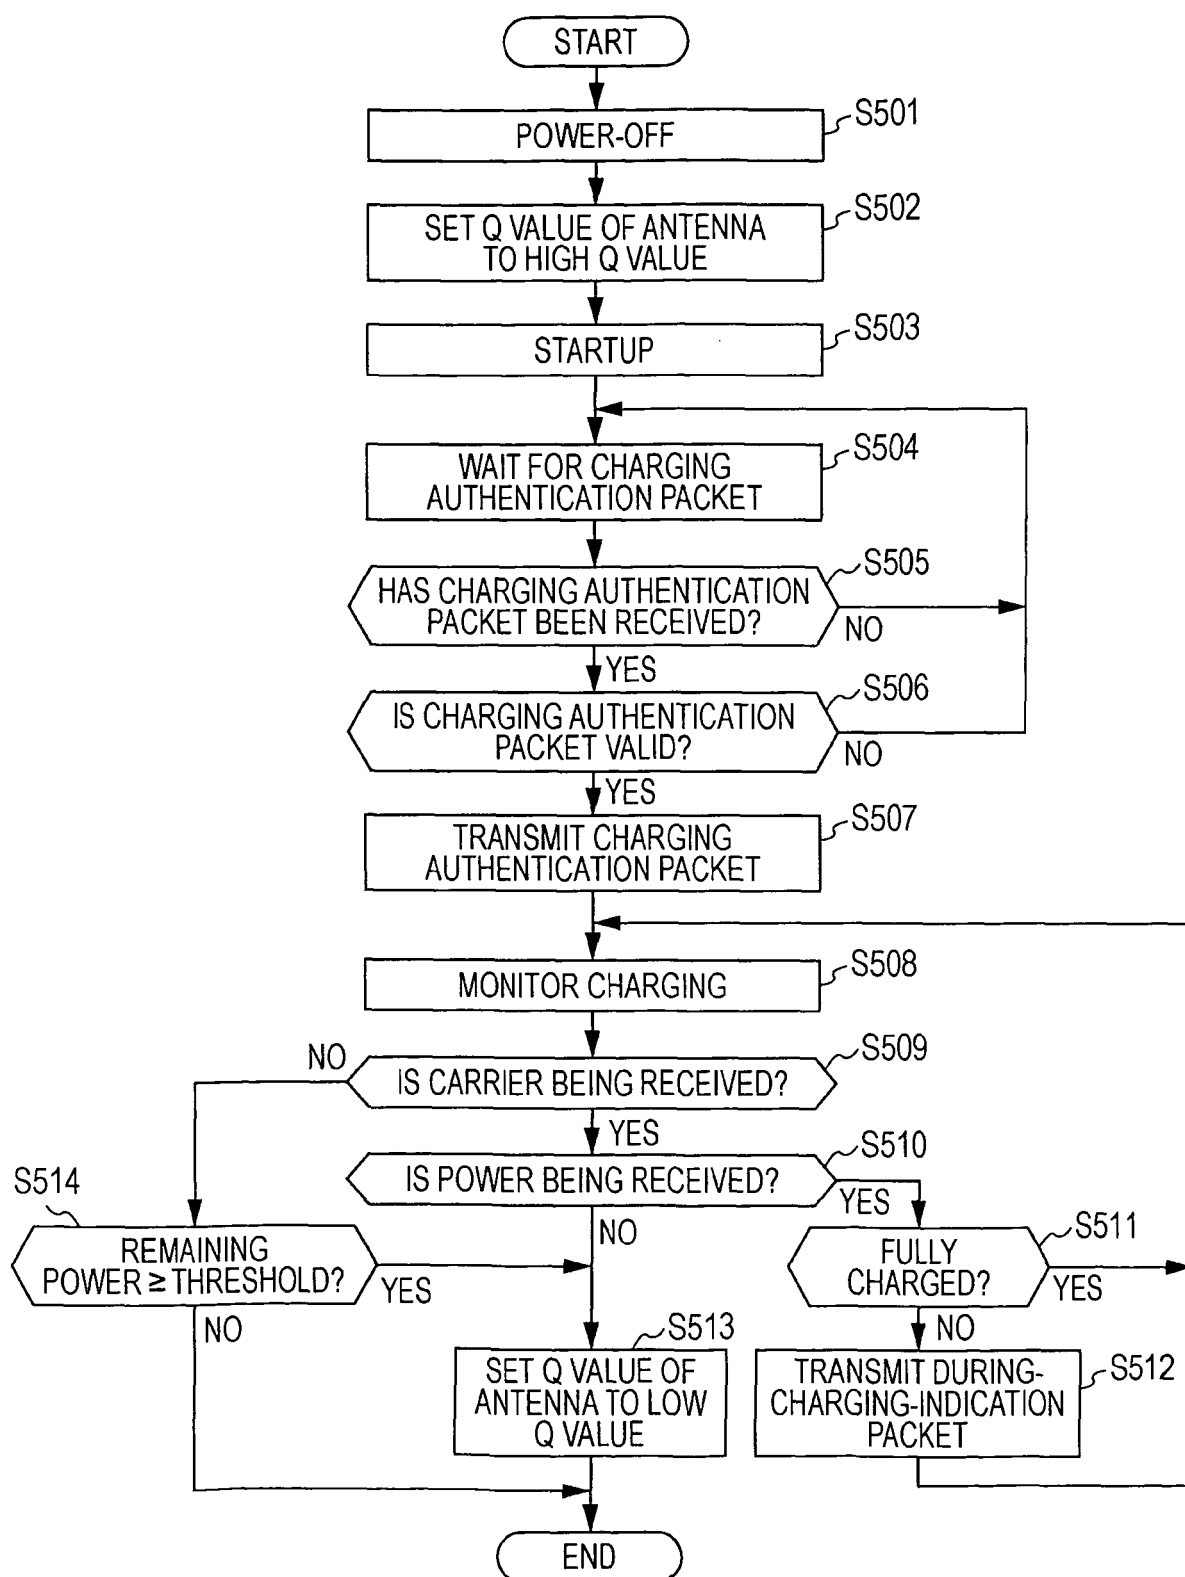 START
S501
POWER-OFF
S502
SET Q VALUE OF ANTENNA
TO HIGH Q VALUE
S503
STARTUP
S504
WAIT FOR CHARGING
AUTHENTICATION PACKET
S505
HAS CHARGING AUTHENTICATION
PACKET BEEN RECEIVED?
NO
YES
S506
IS CHARGING AUTHENTICATION
PACKET VALID?
NO
YES
S507
TRANSMIT CHARGING
AUTHENTICATION PACKET
S508
MONITOR CHARGING
S509
NO
IS CARRIER BEING RECEIVED?
YES
S510
IS POWER BEING RECEIVED?
YES
NO
S514
REMAINING
POWER ≥ THRESHOLD?
YES
NO
S511
FULLY
CHARGED?
YES
NO
S513
SET Q VALUE OF
ANTENNA TO LOW
Q VALUE
S512
TRANSMIT DURING-
CHARGING-INDICATION
PACKET
END